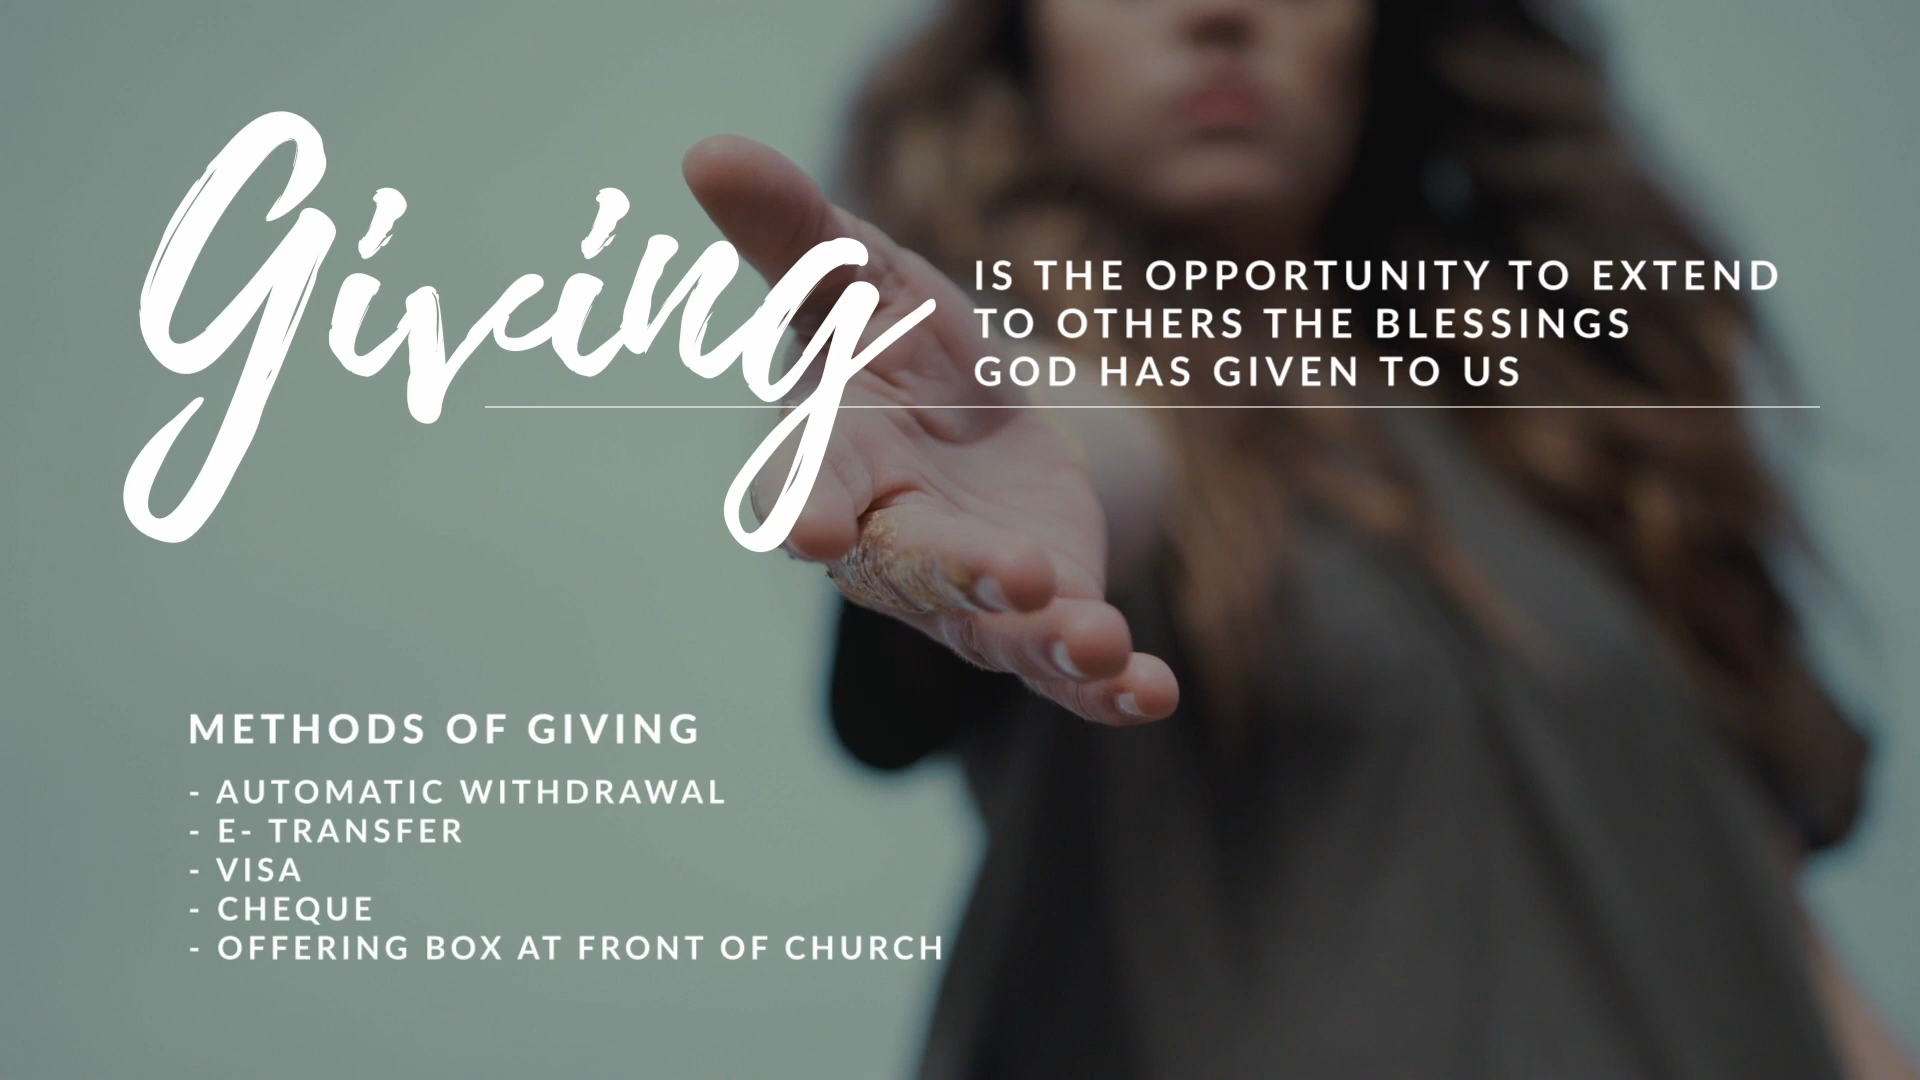 Giving
IS THE OPPORTUNITY TO EXTEND
TO OTHERS THE BLESSINGS
GOD HAS GIVEN TO US
METHODS OF GIVING
- AUTOMATIC WITHDRAWAL
- E- TRANSFER
- VISA
- CHEQUE
- OFFERING BOX AT FRONT OF CHURCH